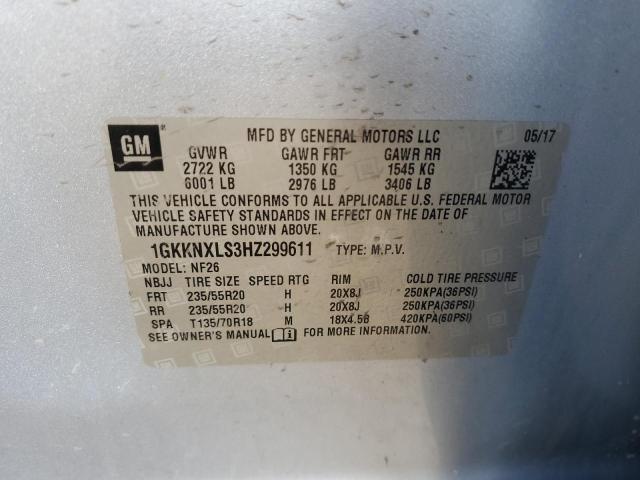 GM
MFD BY GENERAL MOTORS LLC 05/17
GVWR GAWR FRT GAWR RR
2722 KG 1350 KG 1545 KG
6001 LB 2976 LB 3406 LB
THIS VEHICLE CONFORMS TO ALL APPLICABLE U.S. FEDERAL MOTOR
VEHICLE SAFETY STANDARDS IN EFFECT ON THE DATE OF
MANUFACTURE SHOWN ABOVE.
1GKKNXLS3HZ299611 TYPE: M.P.V.
MODEL: NF26
NBJJ TIRE SIZE SPEED RTG RIM COLD TIRE PRESSURE
FRT 235/55R20 H 20X8J 250KPA(36PSI)
RR 235/55R20 H 20X8J 250KPA(36PSI)
SPA T135/70R18 M 18X4.5B 420KPA(60PSI)
SEE OWNER'S MANUAL